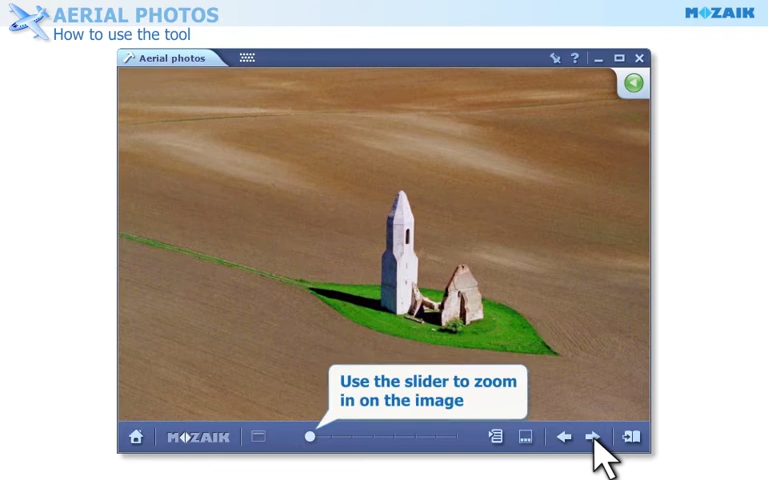 AERIAL PHOTOS
How to use the tool
MOZAIK
Aerial photos
?
Use the slider to zoom
in on the image
MOZAIK